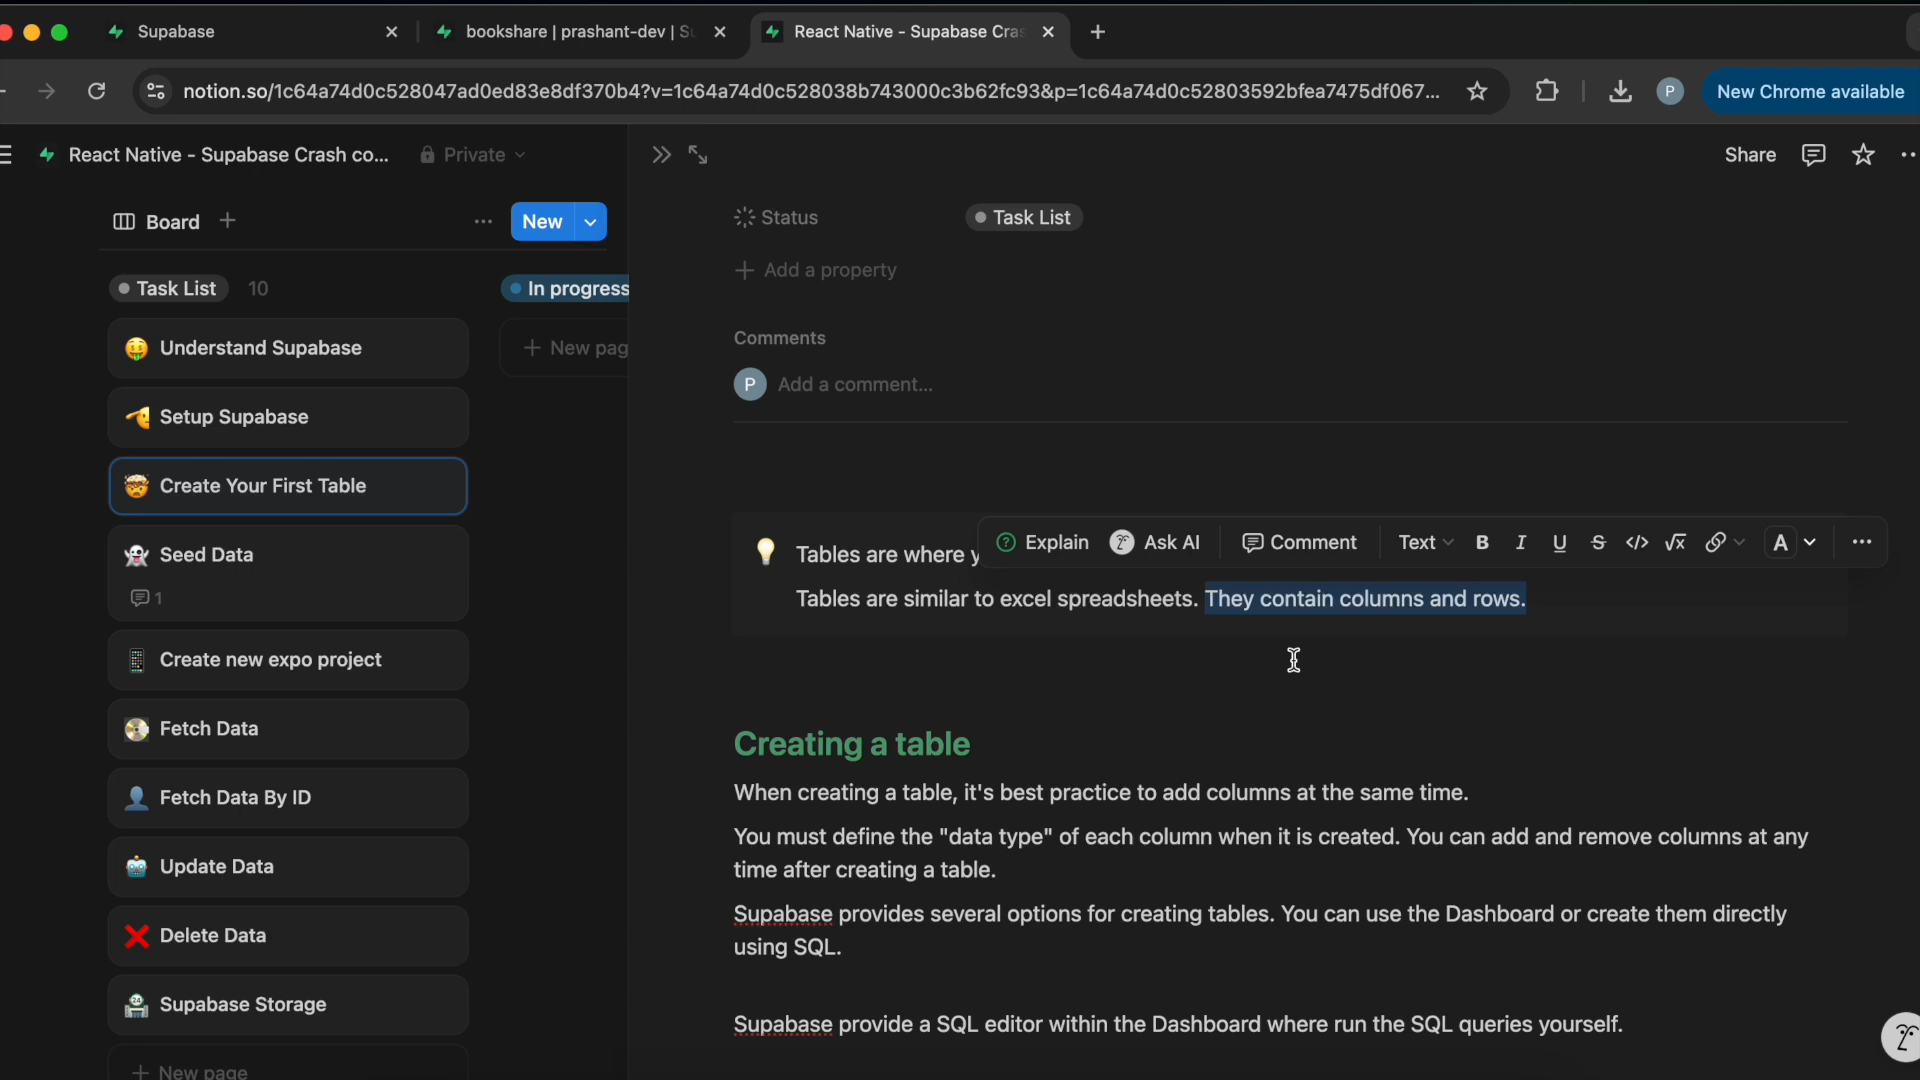 Supabase
bookshare | prashant-dev | Su
React Native - Supabase Cras
notion.so/1c64a74d0c528047ad0ed83e8df370b4?v=1c64a74d0c528038b743000c3b62fc93&p=1c64a74d0c52803592bfea7475df067...
P
New Chrome available
React Native - Supabase Crash co...
Private
Share
Board
New
Status
Task List
Add a property
Task List 10
In progress
Understand Supabase
New pag
Comments
P
Add a comment...
Setup Supabase
Create Your First Table
Explain
Ask AI
Comment
Text
B
I
U
S
</>
√x
A
Tables are where y
Seed Data
1
Tables are similar to excel spreadsheets. They contain columns and rows.
Create new expo project
Fetch Data
Creating a table
When creating a table, it's best practice to add columns at the same time.
Fetch Data By ID
You must define the "data type" of each column when it is created. You can add and remove columns at any
time after creating a table.
Update Data
Supabase provides several options for creating tables. You can use the Dashboard or create them directly
using SQL.
Delete Data
Supabase Storage
Supabase provide a SQL editor within the Dashboard where run the SQL queries yourself.
New page